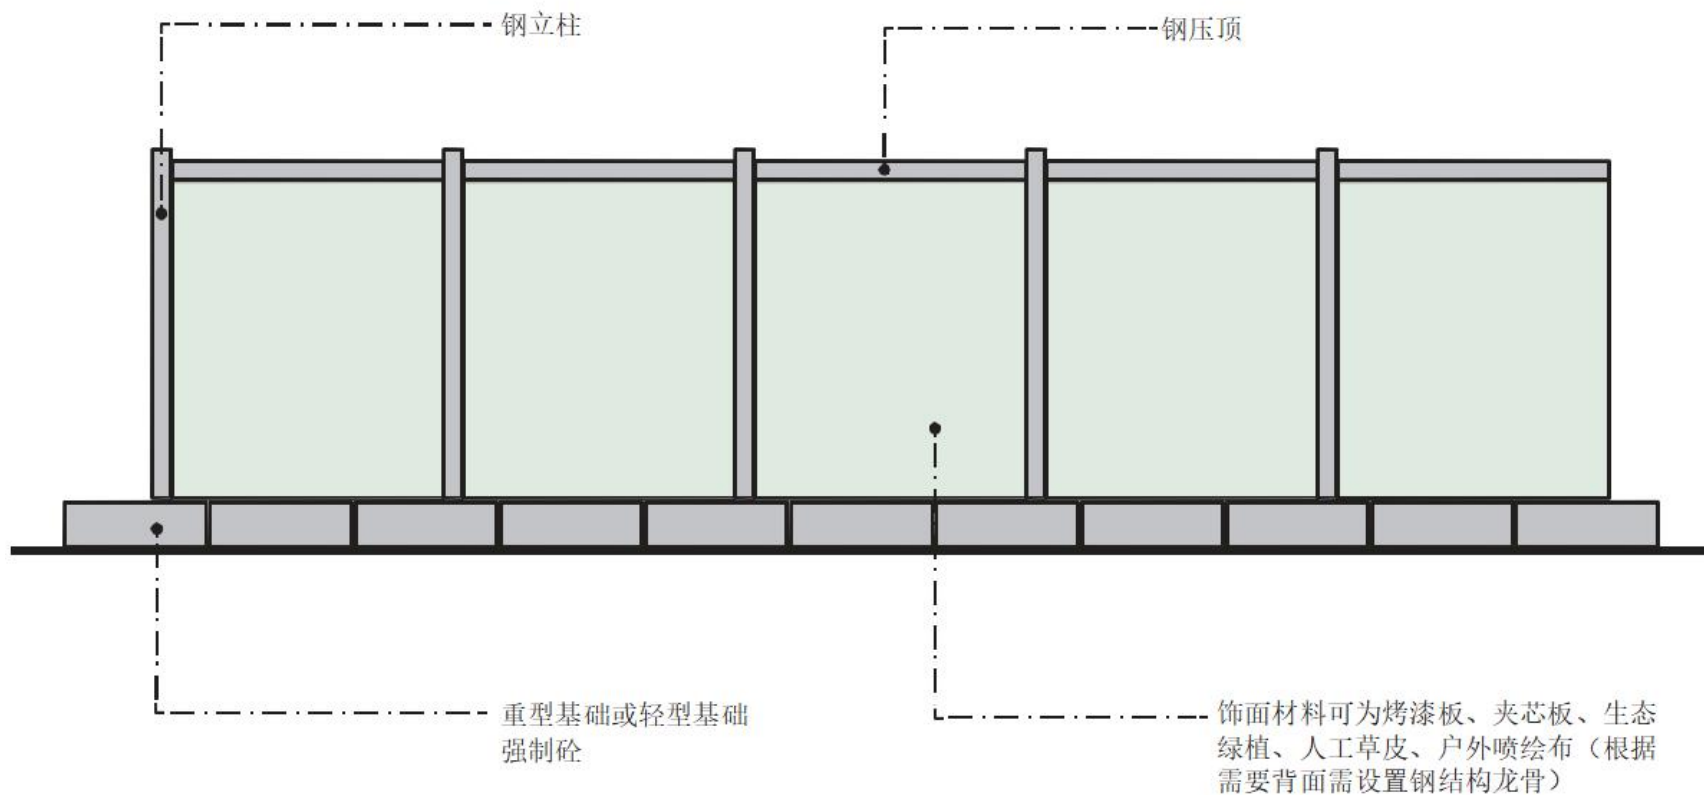 钢立柱
钢压顶
重型基础或轻型基础
强制砼
饰面材料可为烤漆板、夹芯板、生态
绿植、人工草皮、户外喷绘布（根据
需要背面需设置钢结构龙骨）